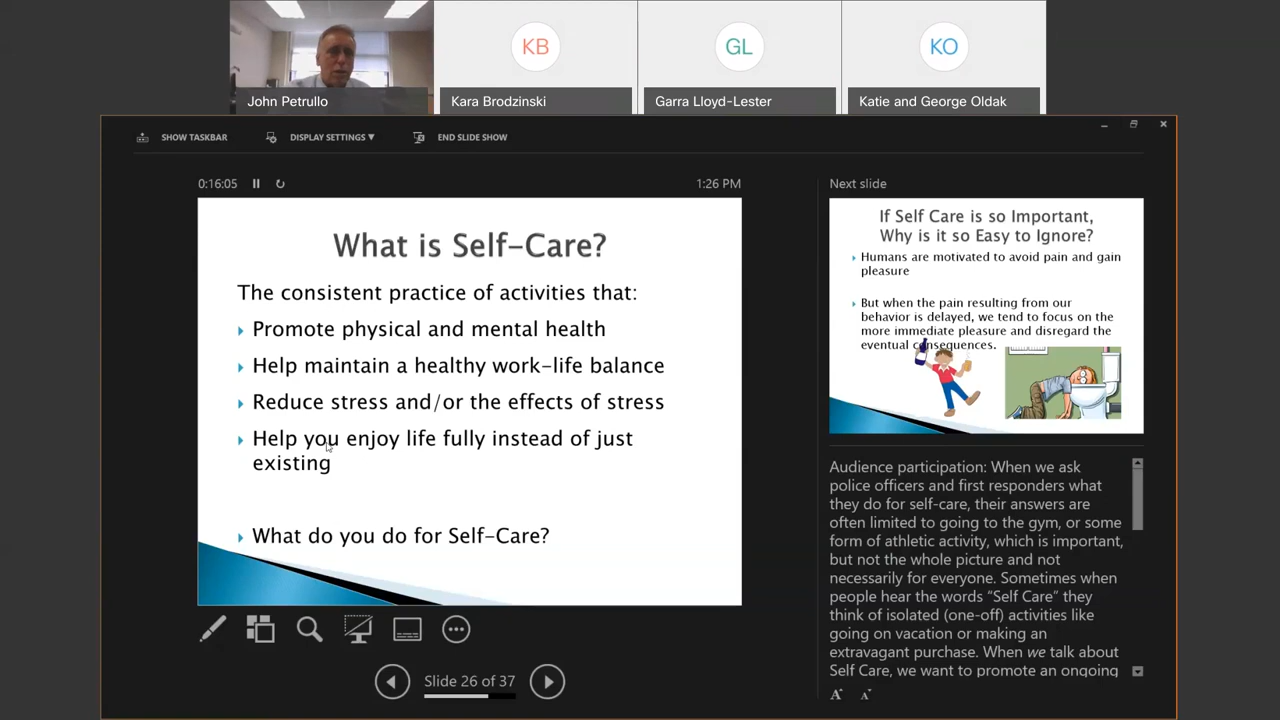 KB
GL
KO
John Petrullo
Kara Brodzinski
Garra Lloyd-Lester
Katie and George Oldak
SHOW TASKBAR
DISPLAY SETTINGS ▼
END SLIDE SHOW
0:16:05
1:26 PM
What is Self-Care?
The consistent practice of activities that:
Promote physical and mental health
Help maintain a healthy work-life balance
Reduce stress and/or the effects of stress
Help you enjoy life fully instead of just
existing
What do you do for Self-Care?
Slide 26 of 37
Next slide
If Self Care is so Important,
Why is it so Easy to Ignore?
Humans are motivated to avoid pain and gain
pleasure
But when the pain resulting from our
behavior is delayed, we tend to focus on the
more immediate pleasure and disregard the
eventual consequences.
Audience participation: When we ask
police officers and first responders what
they do for self-care, their answers are
often limited to going to the gym, or some
form of athletic activity, which is important,
but not the whole picture and not
necessarily for everyone. Sometimes when
people hear the words “Self Care” they
think of isolated (one-off) activities like
going on vacation or making an
extravagant purchase. When we talk about
Self Care, we want to promote an ongoing
A A